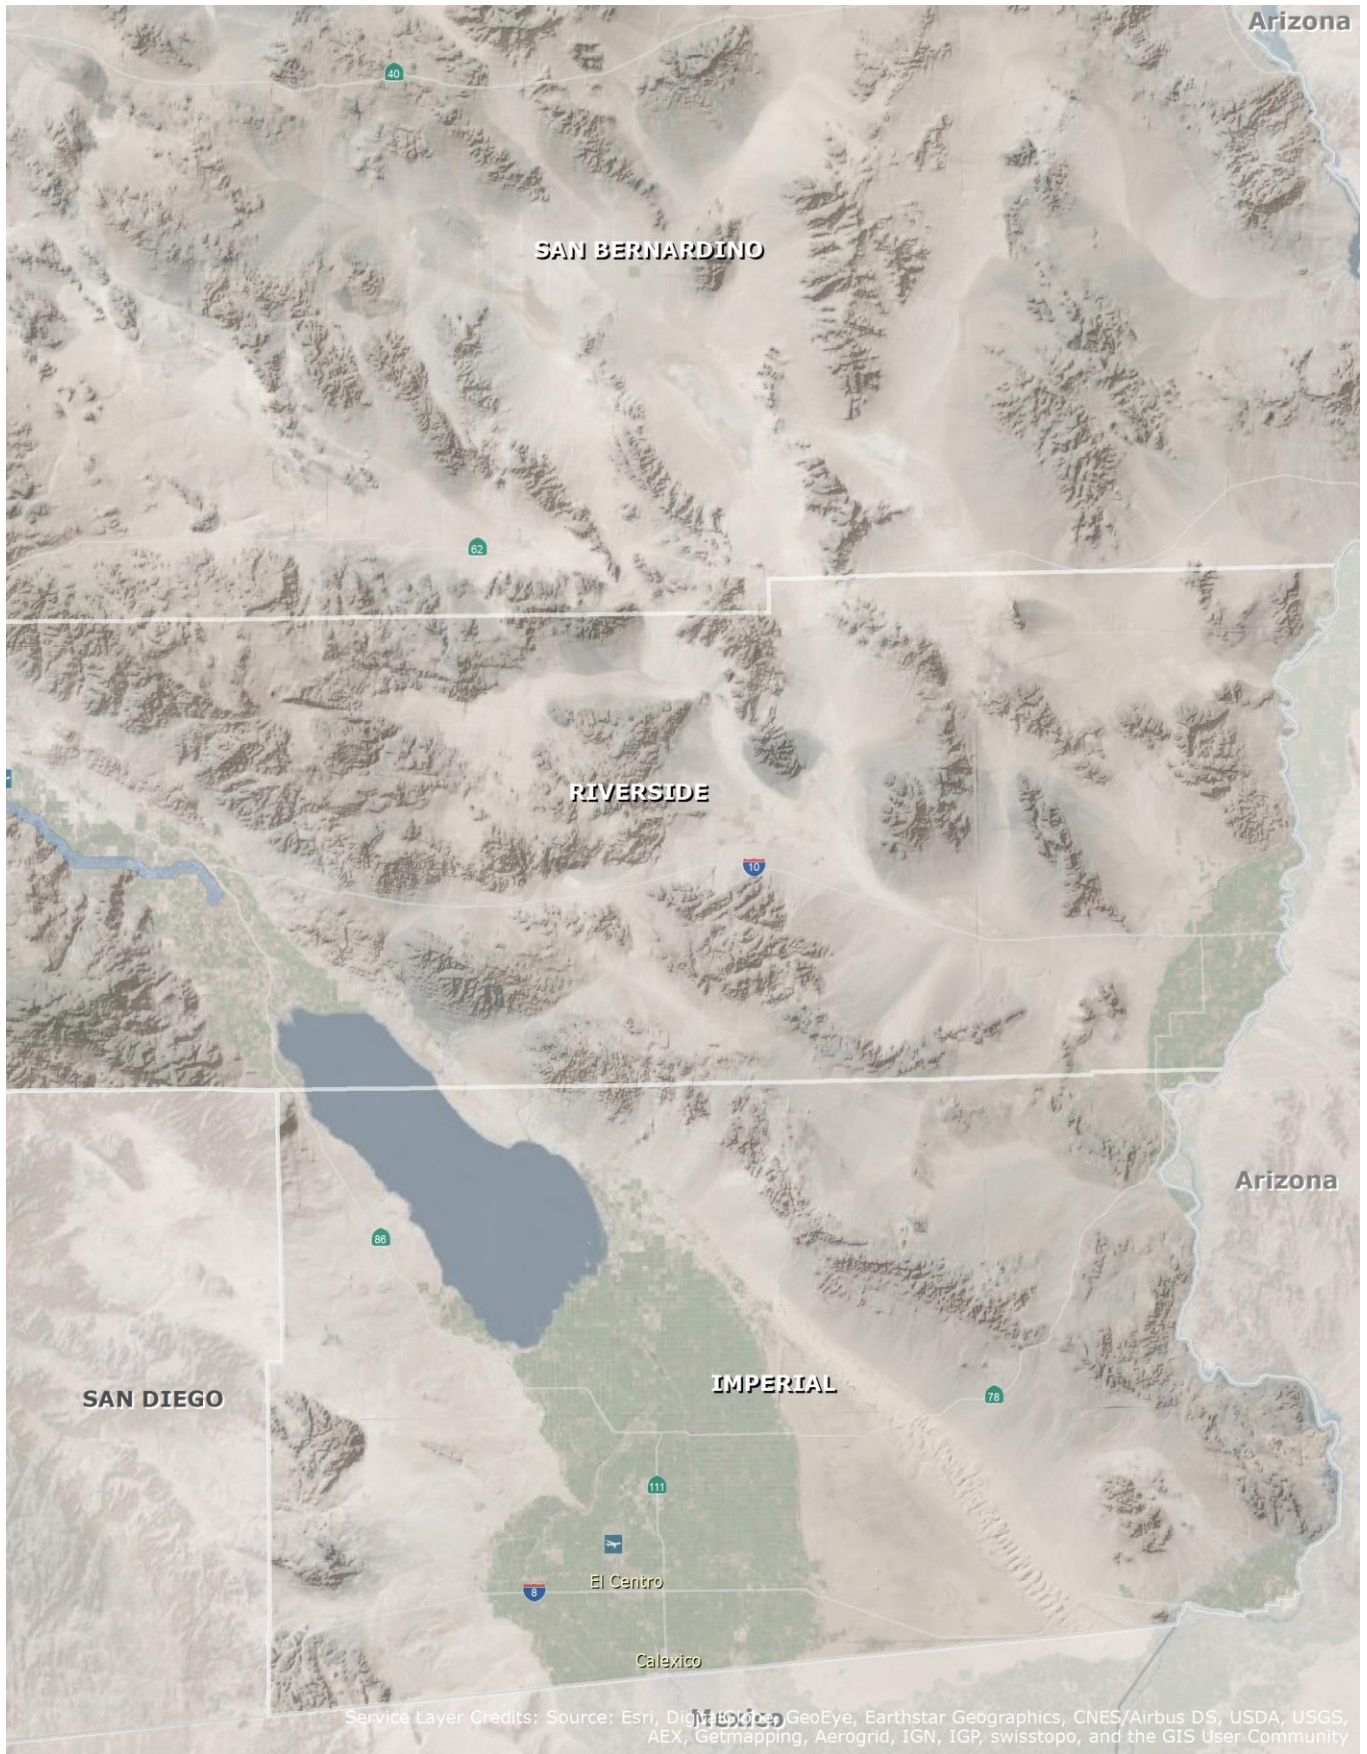 Arizona
40
SAN BERNARDINO
62
RIVERSIDE
10
Arizona
86
IMPERIAL
SAN DIEGO
78
111
El Centro
8
Calexico
Mexico
Service Layer Credits: Source: Esri, DigitalGlobe, GeoEye, Earthstar Geographics, CNES/Airbus DS, USDA, USGS,
AEX, Getmapping, Aerogrid, IGN, IGP, swisstopo, and the GIS User Community